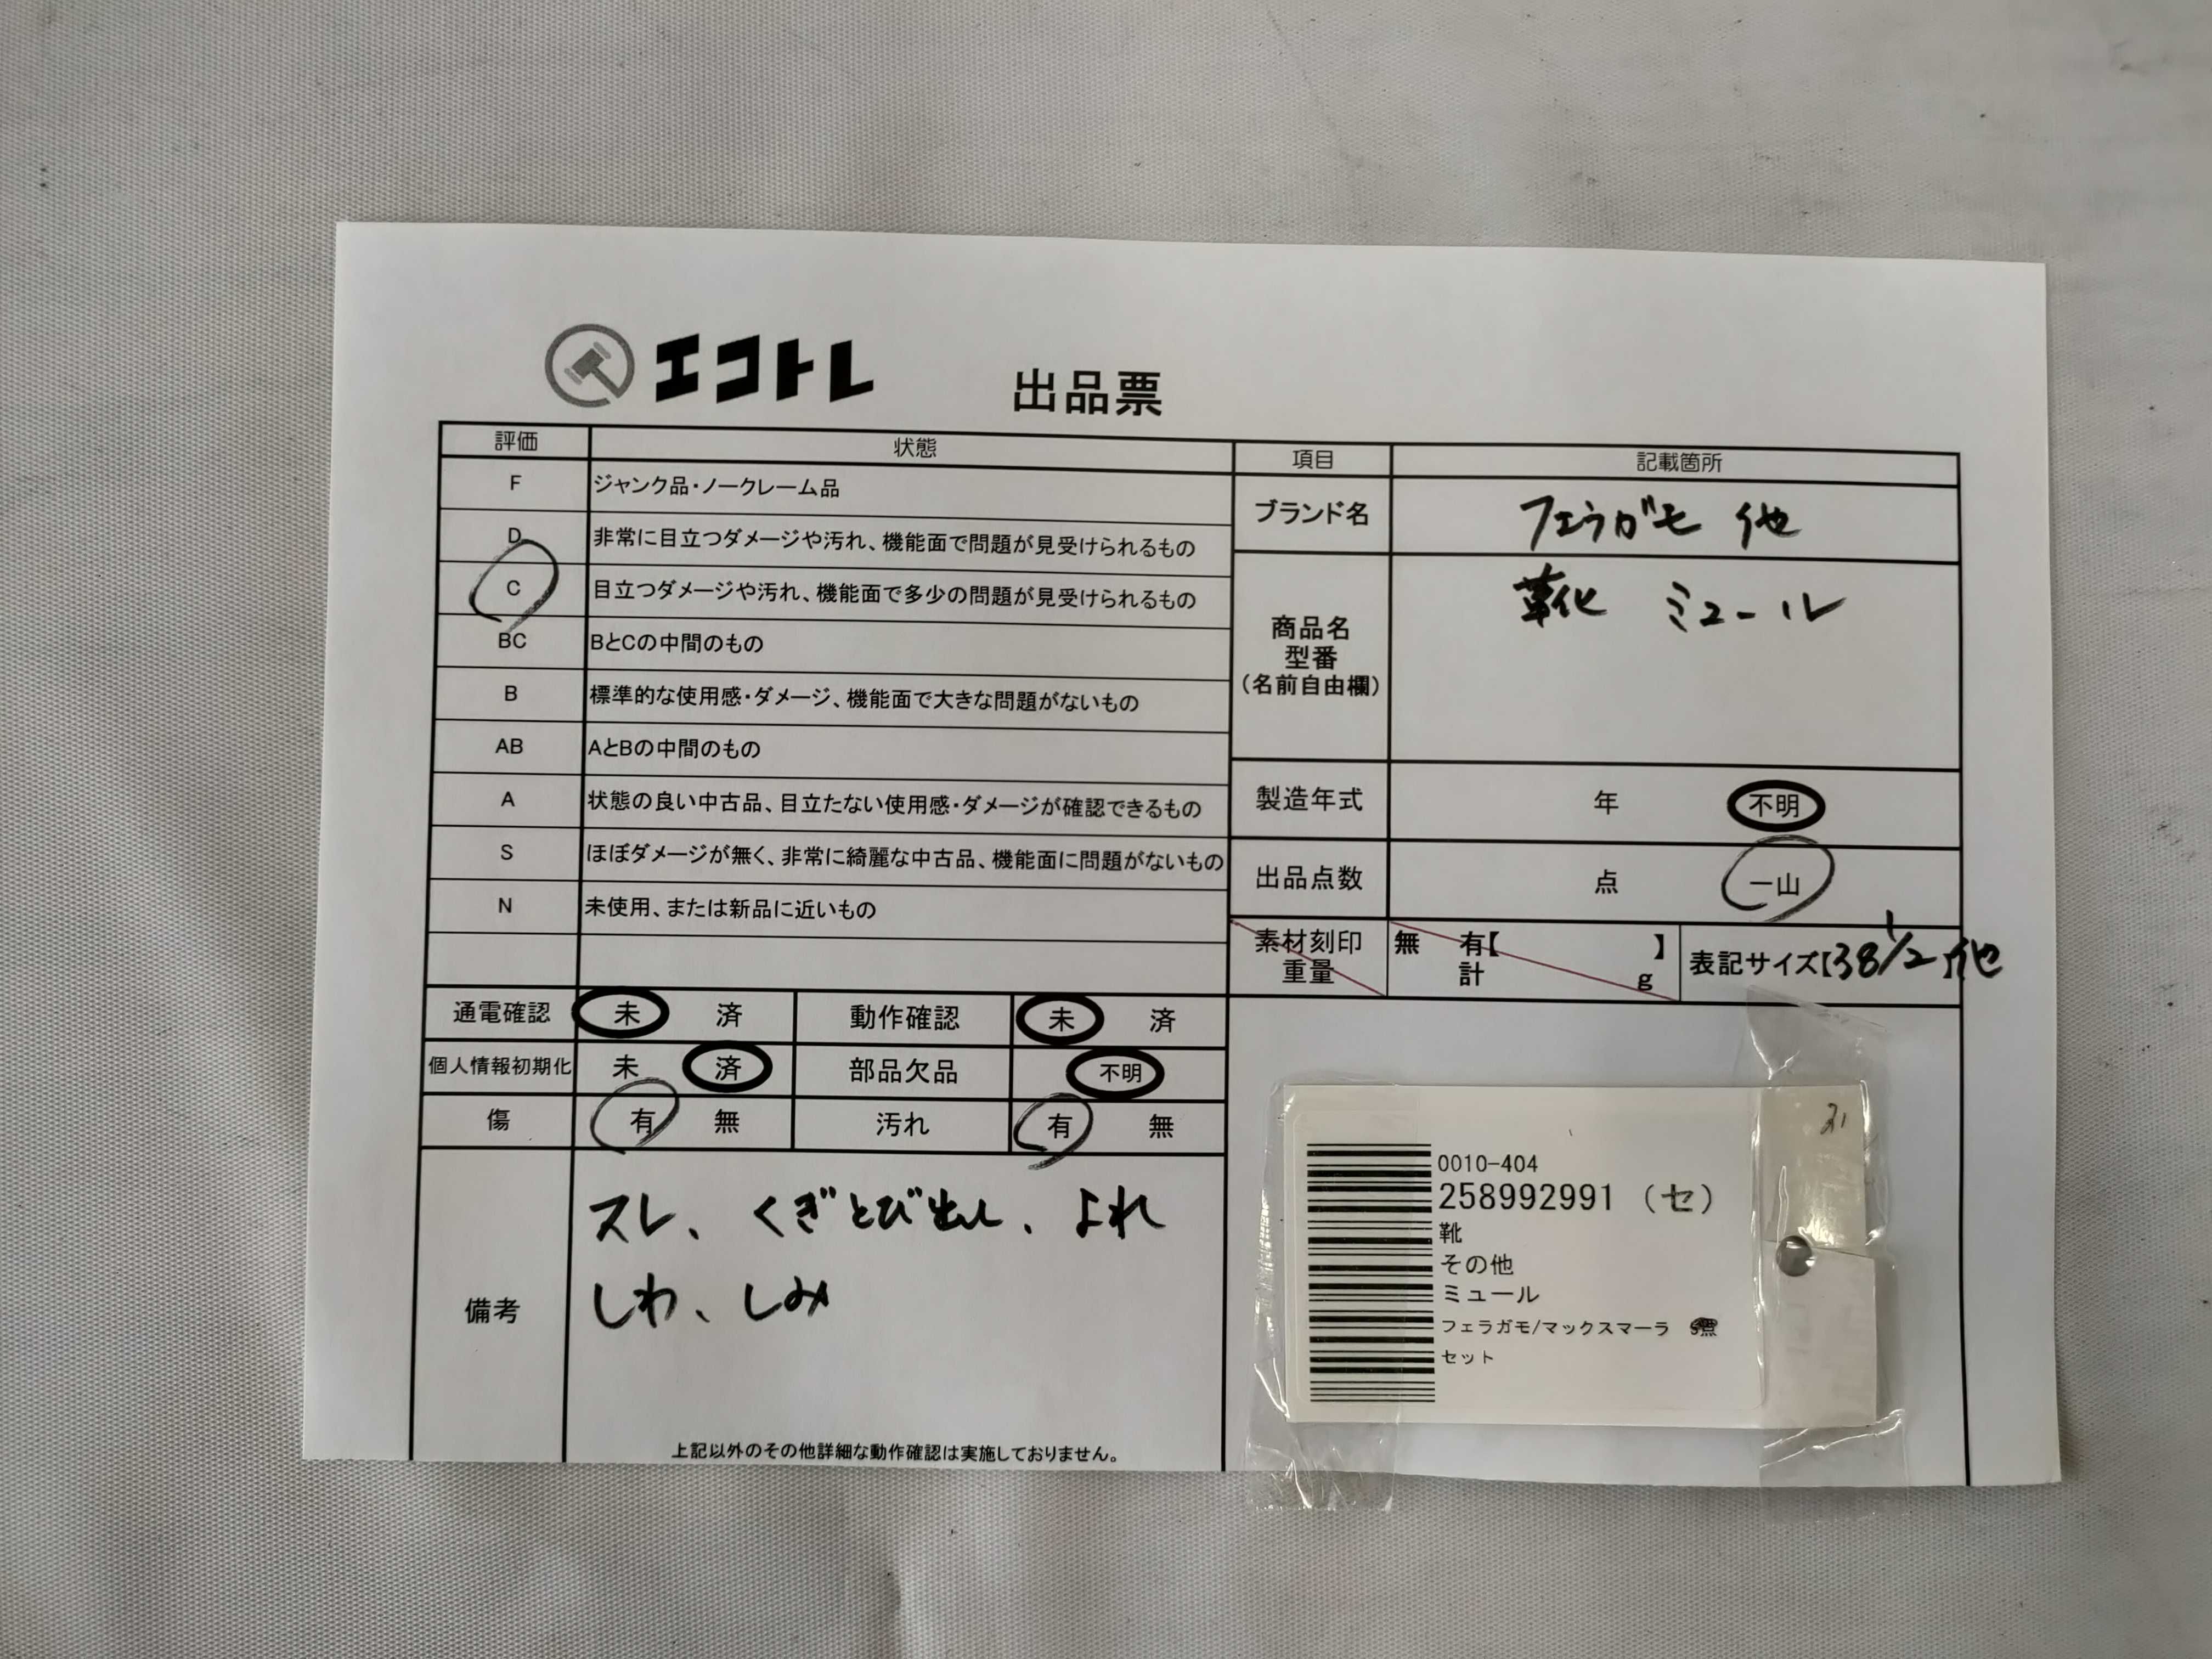 エコトレ 出品票
評価 状態
F ジャンク品・ノークレーム品
D 非常に目立つダメージや汚れ、機能面で問題が見受けられるもの
C 目立つダメージや汚れ、機能面で多少の問題が見受けられるもの
BC BとCの中間のもの
B 標準的な使用感・ダメージ、機能面で大きな問題がないもの
AB AとBの中間のもの
A 状態の良い中古品、目立たない使用感・ダメージが確認できるもの
S ほぼダメージが無く、非常に綺麗な中古品、機能面に問題がないもの
N 未使用、または新品に近いもの
項目 記載箇所
ブランド名 フェラガモ 他
商品名
型番
(名前自由欄)
靴 ミュール
製造年式 年 不明
出品点数 点 一山
素材刻印
重量
無 有【 】
計 g
表記サイズ【38 1/2】他
通電確認 未 済 動作確認 未 済
個人情報初期化 未 済 部品欠品 不明
傷 有 無 汚れ 有 無
備考
スレ、くぎとび出し、よれ
しわ、しみ
上記以外のその他詳細な動作確認は実施しておりません。
0010-404
258992991 (セ)
靴
その他
ミュール
フェラガモ/マックスマーラ
セット